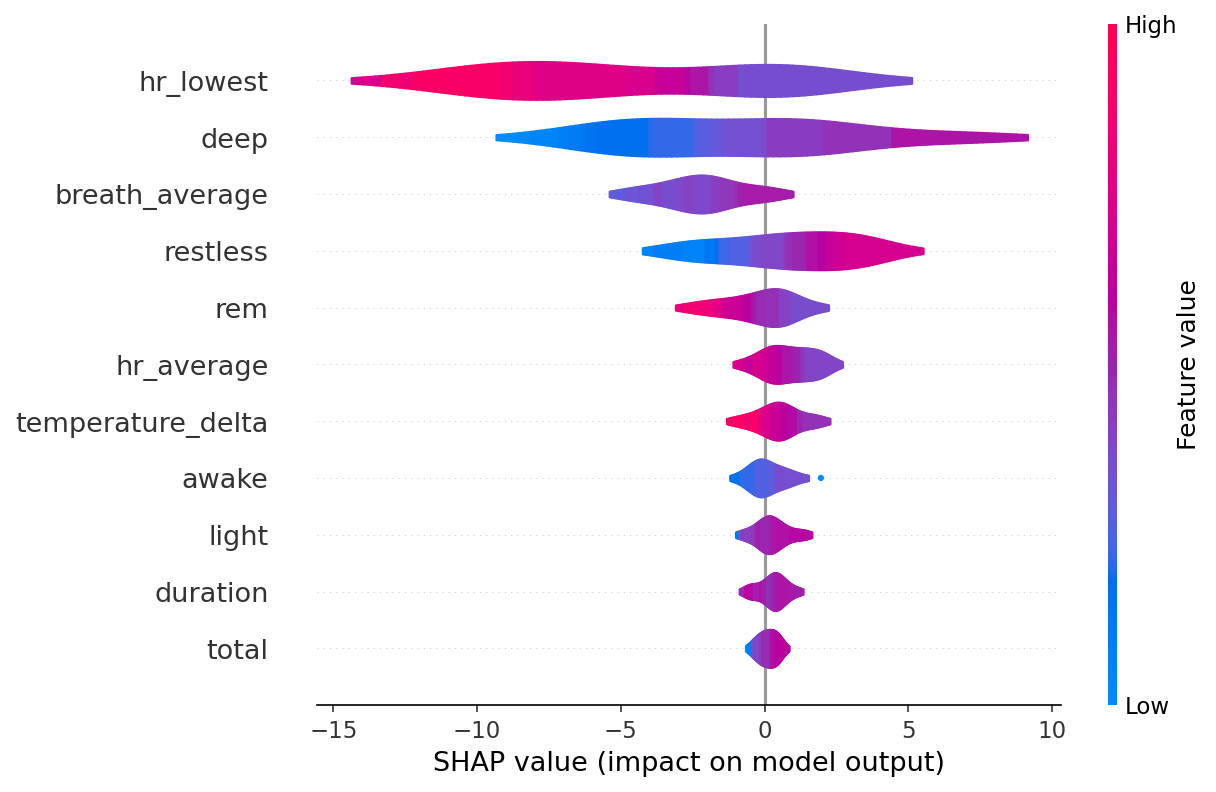 High
hr_lowest
deep
breath_average
restless
rem
hr_average
temperature_delta
awake
light
duration
total
Feature value
Low
−15 −10 −5 0 5 10
SHAP value (impact on model output)